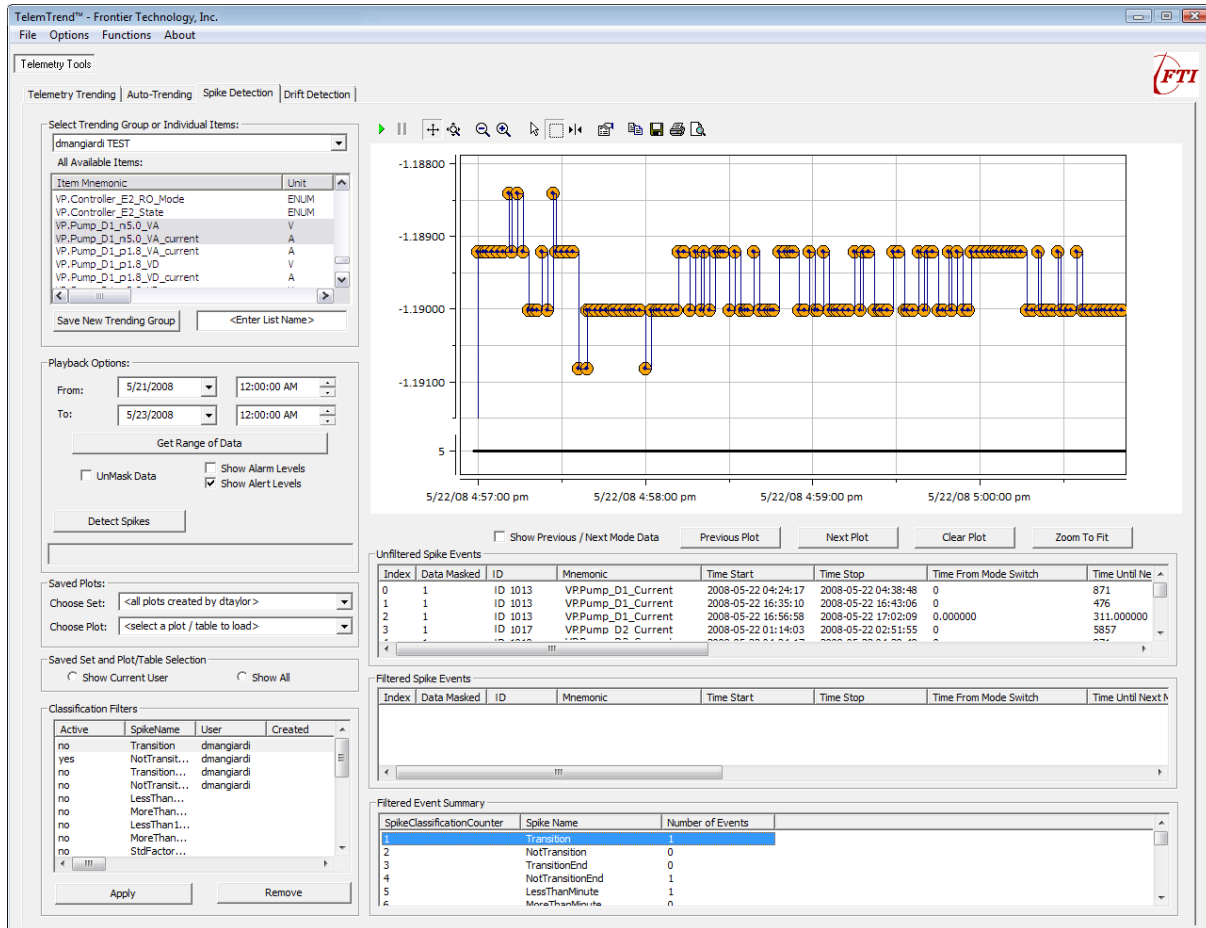 TelemTrend™ - Frontier Technology, Inc.
File Options Functions About
Telemetry Tools
FTI
Telemetry Trending Auto-Trending Spike Detection Drift Detection
Select Trending Group or Individual Items:
dmangiardi TEST
All Available Items:
Item Mnemonic Unit
VP.Controller_E2_RO_Mode ENUM
VP.Controller_E2_State ENUM
VP.Pump_D1_n5.0_VA V
VP.Pump_D1_n5.0_VA_current A
VP.Pump_D1_p1.8_VA_current A
VP.Pump_D1_p1.8_VD V
VP.Pump_D1_p1.8_VD_current A
Save New Trending Group <Enter List Name>
Playback Options:
From: 5/21/2008 12:00:00 AM
To: 5/23/2008 12:00:00 AM
Get Range of Data
UnMask Data
Show Alarm Levels
Show Alert Levels
Detect Spikes
Saved Plots:
Choose Set: <all plots created by dtaylor>
Choose Plot: <select a plot / table to load>
Saved Set and Plot/Table Selection
Show Current User Show All
Classification Filters
Active SpikeName User Created
no Transition dmangiardi
yes NotTransit... dmangiardi
no Transition... dmangiardi
no NotTransit... dmangiardi
no LessThan...
no MoreThan...
no LessThan1...
no MoreThan...
no StdFactor...
Apply Remove
-1.18800
-1.18900
-1.19000
-1.19100
5
5/22/08 4:57:00 pm 5/22/08 4:58:00 pm 5/22/08 4:59:00 pm 5/22/08 5:00:00 pm
Show Previous / Next Mode Data Previous Plot Next Plot Clear Plot Zoom To Fit
Unfiltered Spike Events
Index Data Masked ID Mnemonic Time Start Time Stop Time From Mode Switch Time Until Ne
0 1 ID 1013 VP.Pump_D1_Current 2008-05-22 04:24:17 2008-05-22 04:38:48 0 871
1 1 ID 1013 VP.Pump_D1_Current 2008-05-22 16:35:10 2008-05-22 16:43:06 0 476
2 1 ID 1013 VP.Pump_D1_Current 2008-05-22 16:56:58 2008-05-22 17:02:09 0.000000 311.000000
3 1 ID 1017 VP.Pump_D2_Current 2008-05-22 01:14:03 2008-05-22 02:51:55 0 5857
Filtered Spike Events
Index Data Masked ID Mnemonic Time Start Time Stop Time From Mode Switch Time Until Next M
Filtered Event Summary
SpikeClassificationCounter Spike Name Number of Events
1 Transition 1
2 NotTransition 0
3 TransitionEnd 0
4 NotTransitionEnd 1
5 LessThanMinute 1
6 MoreThanMinute 0